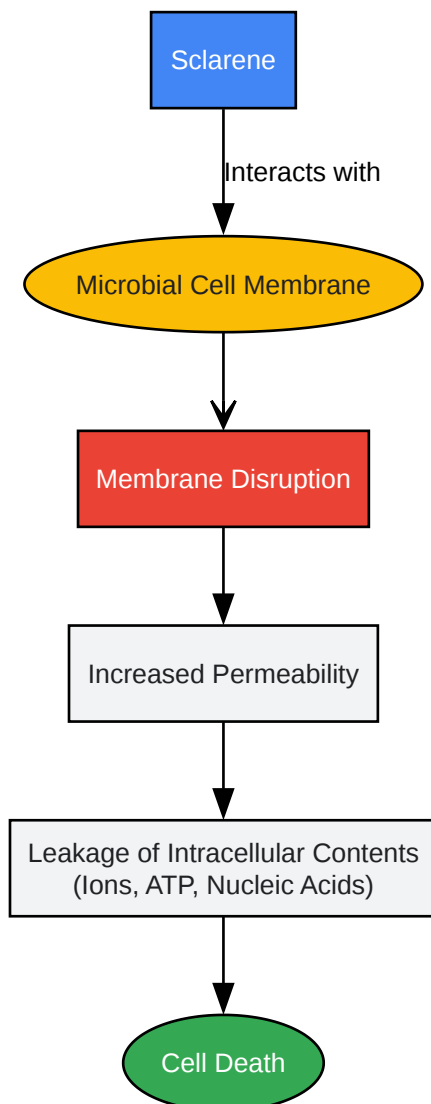 Sclarene
Interacts with
Microbial Cell Membrane
Membrane Disruption
Increased Permeability
Leakage of Intracellular Contents
(Ions, ATP, Nucleic Acids)
Cell Death